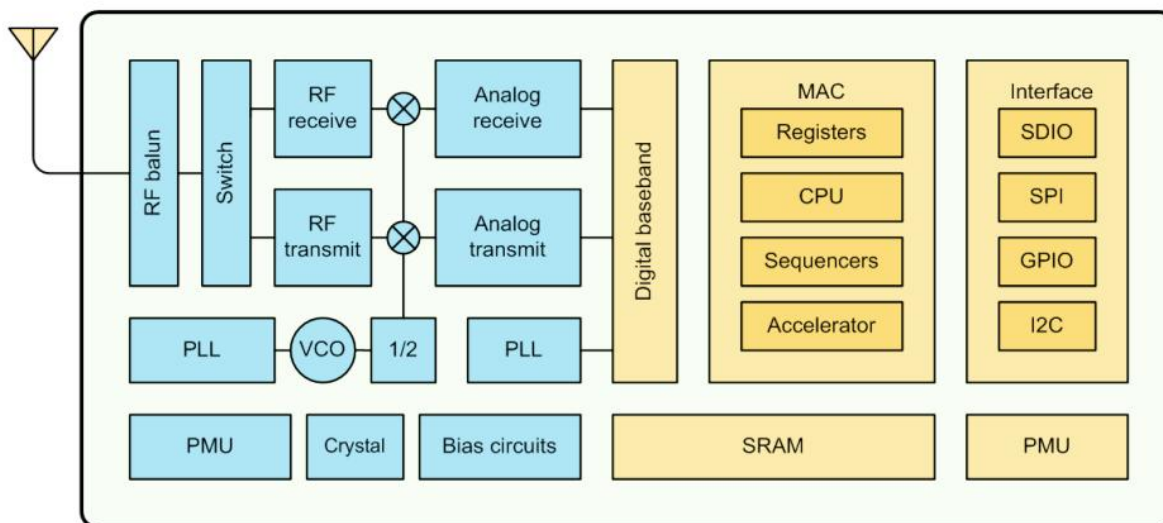 RF balun
Switch
RF
receive
Analog
receive
RF
transmit
Analog
transmit
PLL
VCO
1/2
PLL
Digital baseband
MAC
Registers
CPU
Sequencers
Accelerator
Interface
SDIO
SPI
GPIO
I2C
PMU
Crystal
Bias circuits
SRAM
PMU